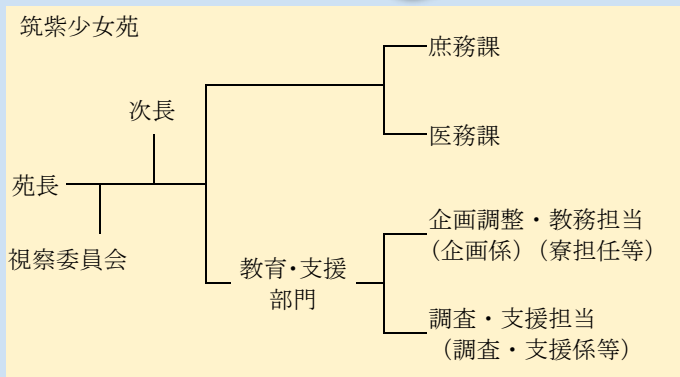 筑紫少女苑
庶務課
次長
医務課
苑長
視察委員会
教育・支援
部門
企画調整・教務担当
(企画係)(寮担任等)
調査・支援担当
(調査・支援係等)